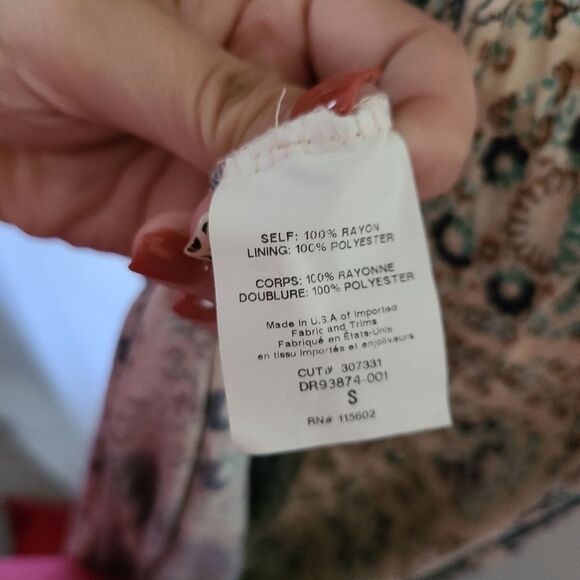 SELF: 100% RAYON
LINING: 100% POLYESTER
CORPS: 100% RAYONNE
DOUBLURE: 100% POLYESTER
Made in U.S.A of Imported
Fabric and Trims
Fabriqué en États-Unis
en tissu importés et enjoliveurs
CUT# 307331
DR93874-001
S
RN# 115602